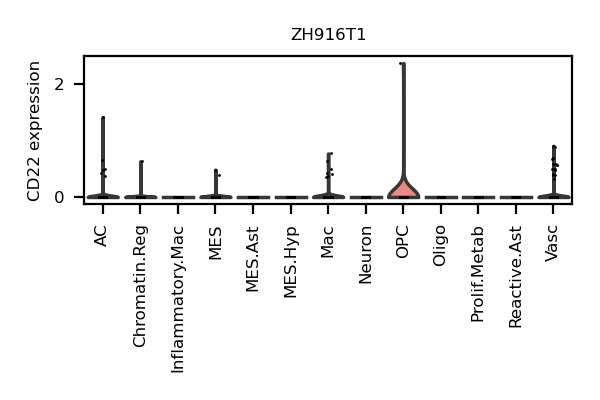 ZH916T1
CD22 expression
2
0
AC
Chromatin.Reg
Inflammatory.Mac
MES
MES.Ast
MES.Hyp
Mac
Neuron
OPC
Oligo
Prolif.Metab
Reactive.Ast
Vasc